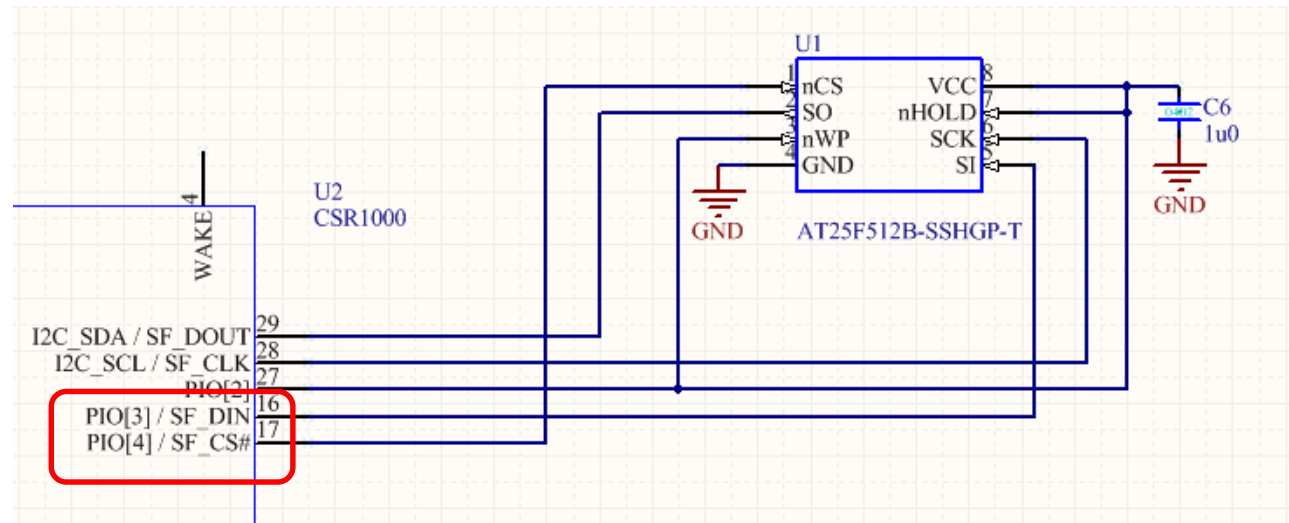 U1
1 nCS VCC 8
2 SO nHOLD 7
3 nWP SCK 6
4 GND SI 5
0402 C6
1u0
GND
GND
AT25F512B-SSHGP-T
4
WAKE
U2
CSR1000
I2C_SDA / SF_DOUT 29
I2C_SCL / SF_CLK 28
PIO[2] 27
PIO[3] / SF_DIN 16
PIO[4] / SF_CS# 17